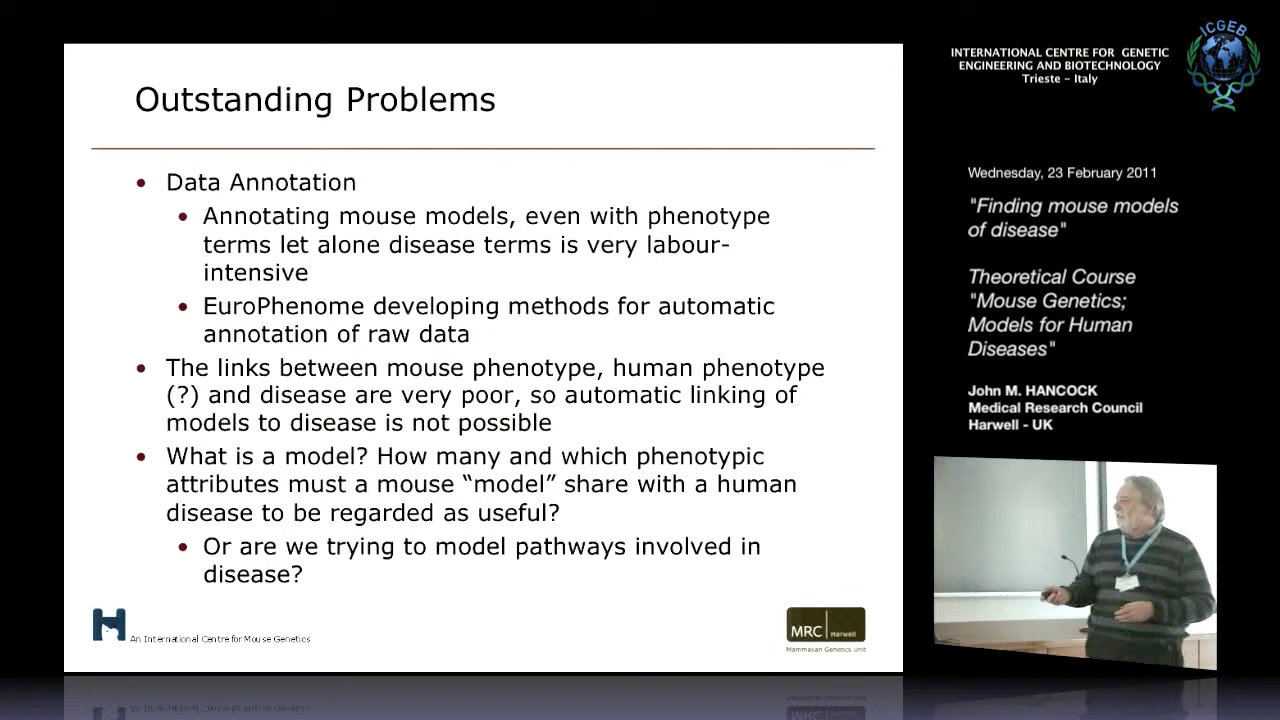 Outstanding Problems
• Data Annotation
• Annotating mouse models, even with phenotype
terms let alone disease terms is very labour-
intensive
• EuroPhenome developing methods for automatic
annotation of raw data
• The links between mouse phenotype, human phenotype
(?) and disease are very poor, so automatic linking of
models to disease is not possible
• What is a model? How many and which phenotypic
attributes must a mouse “model” share with a human
disease to be regarded as useful?
• Or are we trying to model pathways involved in
disease?
An International Centre for Mouse Genetics
MRC Harwell
Mammalian Genetics Unit
INTERNATIONAL CENTRE FOR GENETIC
ENGINEERING AND BIOTECHNOLOGY
Trieste – Italy
ICGEB
Wednesday, 23 February 2011
"Finding mouse models
of disease"
Theoretical Course
"Mouse Genetics;
Models for Human
Diseases"
John M. HANCOCK
Medical Research Council
Harwell - UK